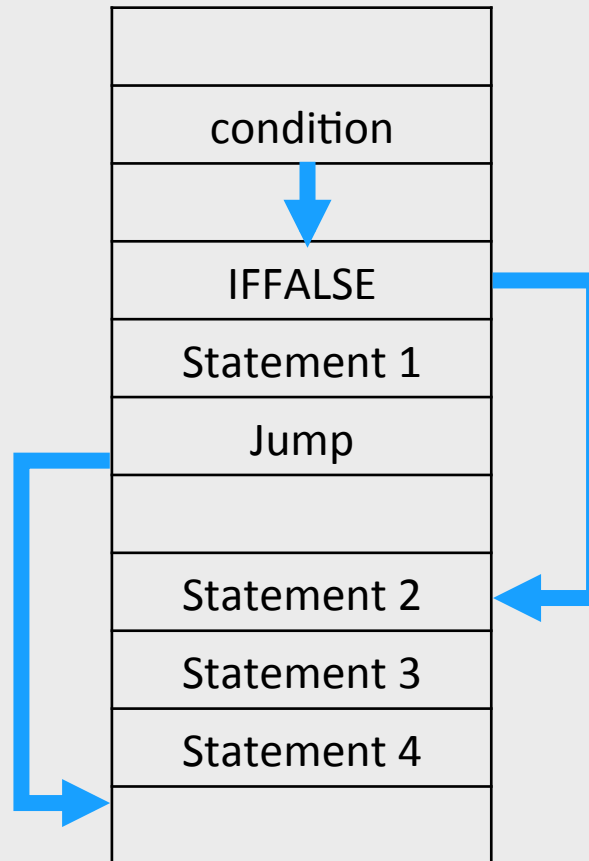 condition
IFFALSE
Statement 1
Jump
Statement 2
Statement 3
Statement 4